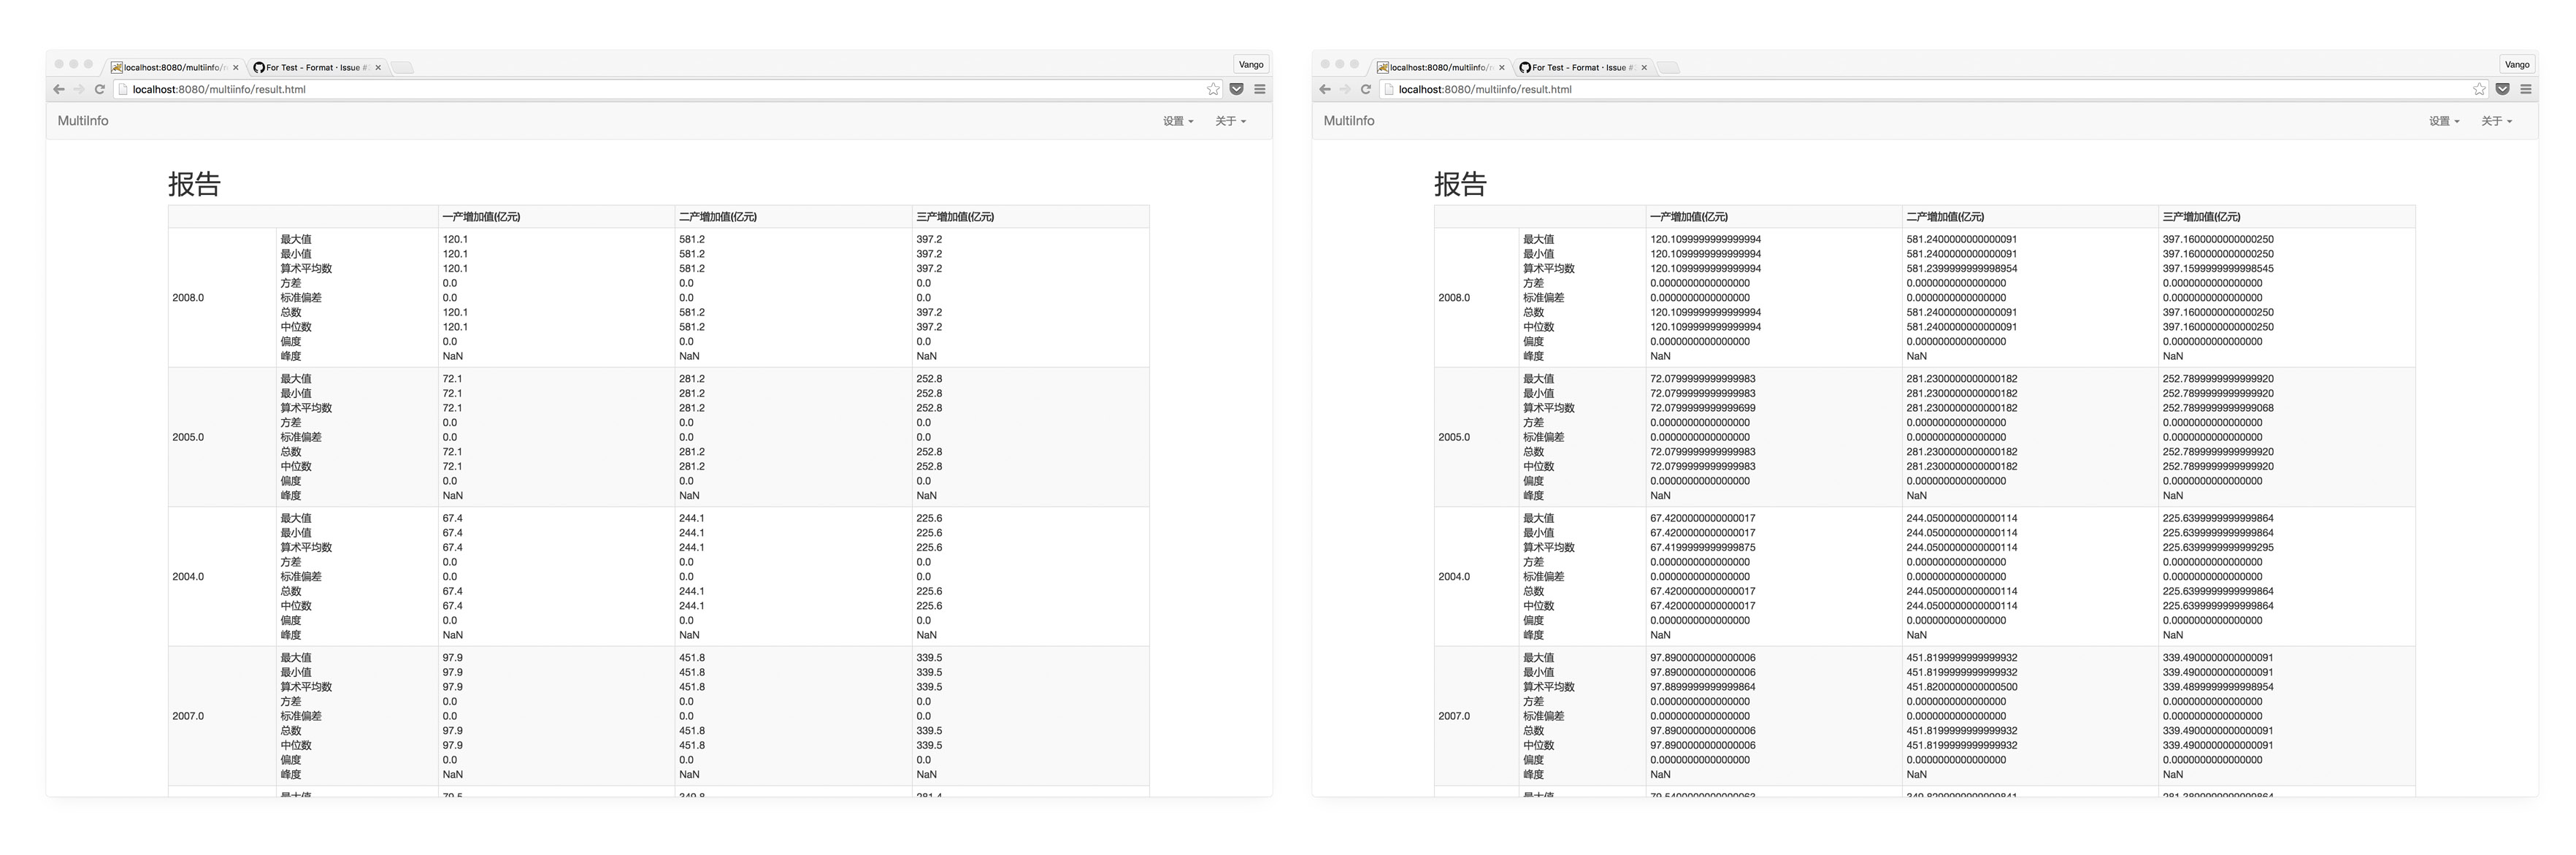 localhost:8080/multiinfo/r
For Test - Format · Issue #
Vango
localhost:8080/multiinfo/result.html
MultiInfo 设置 关于
报告
一产增加值(亿元) 二产增加值(亿元) 三产增加值(亿元)
2008.0
最大值 120.1 581.2 397.2
最小值 120.1 581.2 397.2
算术平均数 120.1 581.2 397.2
方差 0.0 0.0 0.0
标准偏差 0.0 0.0 0.0
总数 120.1 581.2 397.2
中位数 120.1 581.2 397.2
偏度 0.0 0.0 0.0
峰度 NaN NaN NaN
2005.0
最大值 72.1 281.2 252.8
最小值 72.1 281.2 252.8
算术平均数 72.1 281.2 252.8
方差 0.0 0.0 0.0
标准偏差 0.0 0.0 0.0
总数 72.1 281.2 252.8
中位数 72.1 281.2 252.8
偏度 0.0 0.0 0.0
峰度 NaN NaN NaN
2004.0
最大值 67.4 244.1 225.6
最小值 67.4 244.1 225.6
算术平均数 67.4 244.1 225.6
方差 0.0 0.0 0.0
标准偏差 0.0 0.0 0.0
总数 67.4 244.1 225.6
中位数 67.4 244.1 225.6
偏度 0.0 0.0 0.0
峰度 NaN NaN NaN
2007.0
最大值 97.9 451.8 339.5
最小值 97.9 451.8 339.5
算术平均数 97.9 451.8 339.5
方差 0.0 0.0 0.0
标准偏差 0.0 0.0 0.0
总数 97.9 451.8 339.5
中位数 97.9 451.8 339.5
偏度 0.0 0.0 0.0
峰度 NaN NaN NaN
最大值 79.5 349.8 281.4
localhost:8080/multiinfo/r
For Test - Format · Issue #
Vango
localhost:8080/multiinfo/result.html
MultiInfo 设置 关于
报告
一产增加值(亿元) 二产增加值(亿元) 三产增加值(亿元)
2008.0
最大值 120.1099999999999994 581.2400000000000091 397.1600000000000250
最小值 120.1099999999999994 581.2400000000000091 397.1600000000000250
算术平均数 120.1099999999999994 581.2399999999998954 397.1599999999998545
方差 0.0000000000000000 0.0000000000000000 0.0000000000000000
标准偏差 0.0000000000000000 0.0000000000000000 0.0000000000000000
总数 120.1099999999999994 581.2400000000000091 397.1600000000000250
中位数 120.1099999999999994 581.2400000000000091 397.1600000000000250
偏度 0.0000000000000000 0.0000000000000000 0.0000000000000000
峰度 NaN NaN NaN
2005.0
最大值 72.0799999999999983 281.2300000000000182 252.7899999999999920
最小值 72.0799999999999983 281.2300000000000182 252.7899999999999920
算术平均数 72.0799999999999699 281.2300000000000182 252.7899999999999068
方差 0.0000000000000000 0.0000000000000000 0.0000000000000000
标准偏差 0.0000000000000000 0.0000000000000000 0.0000000000000000
总数 72.0799999999999983 281.2300000000000182 252.7899999999999920
中位数 72.0799999999999983 281.2300000000000182 252.7899999999999920
偏度 0.0000000000000000 0.0000000000000000 0.0000000000000000
峰度 NaN NaN NaN
2004.0
最大值 67.4200000000000017 244.0500000000000114 225.6399999999999864
最小值 67.4200000000000017 244.0500000000000114 225.6399999999999864
算术平均数 67.4199999999999875 244.0500000000000114 225.6399999999999295
方差 0.0000000000000000 0.0000000000000000 0.0000000000000000
标准偏差 0.0000000000000000 0.0000000000000000 0.0000000000000000
总数 67.4200000000000017 244.0500000000000114 225.6399999999999864
中位数 67.4200000000000017 244.0500000000000114 225.6399999999999864
偏度 0.0000000000000000 0.0000000000000000 0.0000000000000000
峰度 NaN NaN NaN
2007.0
最大值 97.8900000000000006 451.8199999999999932 339.4900000000000091
最小值 97.8900000000000006 451.8199999999999932 339.4900000000000091
算术平均数 97.8899999999999864 451.8200000000000500 339.4899999999998954
方差 0.0000000000000000 0.0000000000000000 0.0000000000000000
标准偏差 0.0000000000000000 0.0000000000000000 0.0000000000000000
总数 97.8900000000000006 451.8199999999999932 339.4900000000000091
中位数 97.8900000000000006 451.8199999999999932 339.4900000000000091
偏度 0.0000000000000000 0.0000000000000000 0.0000000000000000
峰度 NaN NaN NaN
最大值 79.5400000000000063 349.8299999999999841 281.3899999999999864